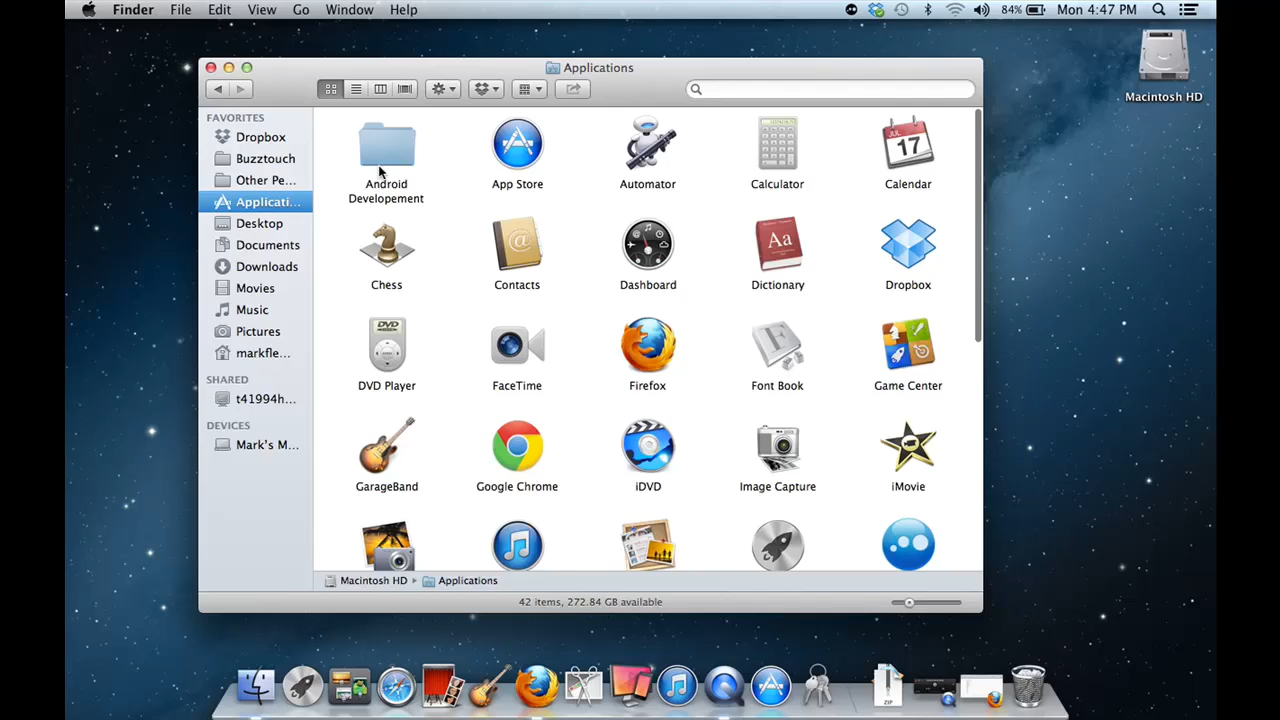 Finder File Edit View Go Window Help 84% Mon 4:47 PM
Applications
Macintosh HD
FAVORITES
Dropbox
Buzztouch
Other Pe...
Applicati...
Desktop
Documents
Downloads
Movies
Music
Pictures
markfle...
SHARED
t41994h...
DEVICES
Mark's M...
JUL
17
Android Developement
App Store
Automator
Calculator
Calendar
Aa
Chess
Contacts
Dashboard
Dictionary
Dropbox
DVD
F
DVD Player
FaceTime
Firefox
Font Book
Game Center
GarageBand
Google Chrome
iDVD
Image Capture
iMovie
Macintosh HD ▸ Applications
42 items, 272.84 GB available
ZIP